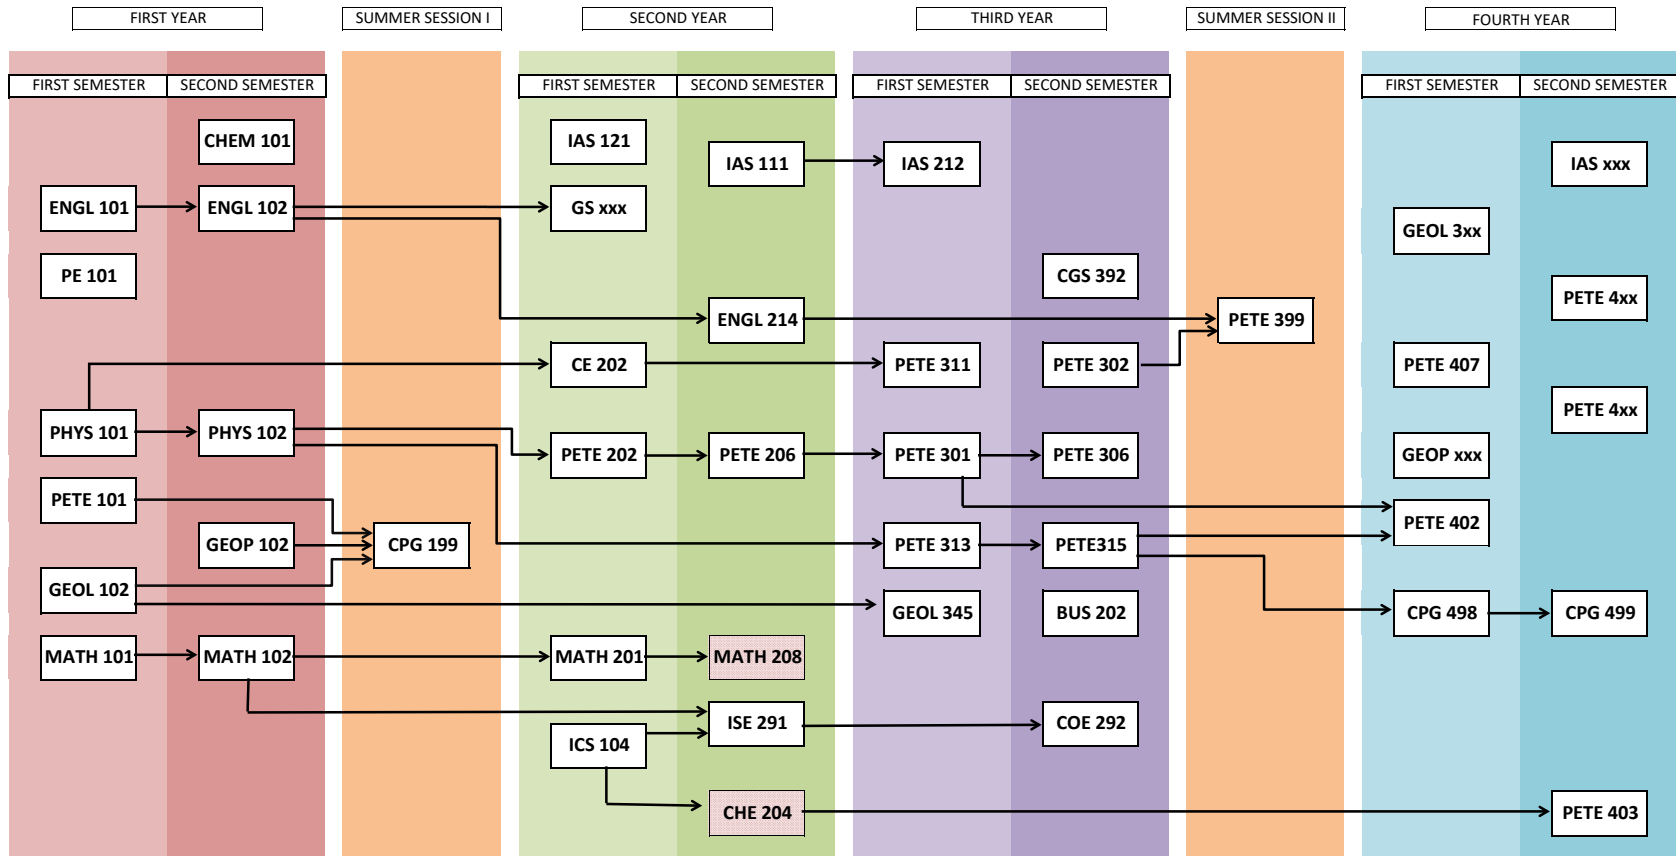 FIRST YEAR
SUMMER SESSION I
SECOND YEAR
THIRD YEAR
SUMMER SESSION II
FOURTH YEAR
FIRST SEMESTER
SECOND SEMESTER
FIRST SEMESTER
SECOND SEMESTER
FIRST SEMESTER
SECOND SEMESTER
FIRST SEMESTER
SECOND SEMESTER
ENGL 101
PE 101
PHYS 101
PETE 101
GEOL 102
MATH 101
CHEM 101
ENGL 102
PHYS 102
GEOP 102
MATH 102
CPG 199
IAS 121
GS xxx
CE 202
PETE 202
MATH 201
ICS 104
IAS 111
ENGL 214
PETE 206
MATH 208
ISE 291
CHE 204
IAS 212
PETE 311
PETE 301
PETE 313
GEOL 345
CGS 392
PETE 302
PETE 306
PETE315
BUS 202
COE 292
PETE 399
GEOL 3xx
PETE 407
GEOP xxx
PETE 402
CPG 498
IAS xxx
PETE 4xx
PETE 4xx
CPG 499
PETE 403